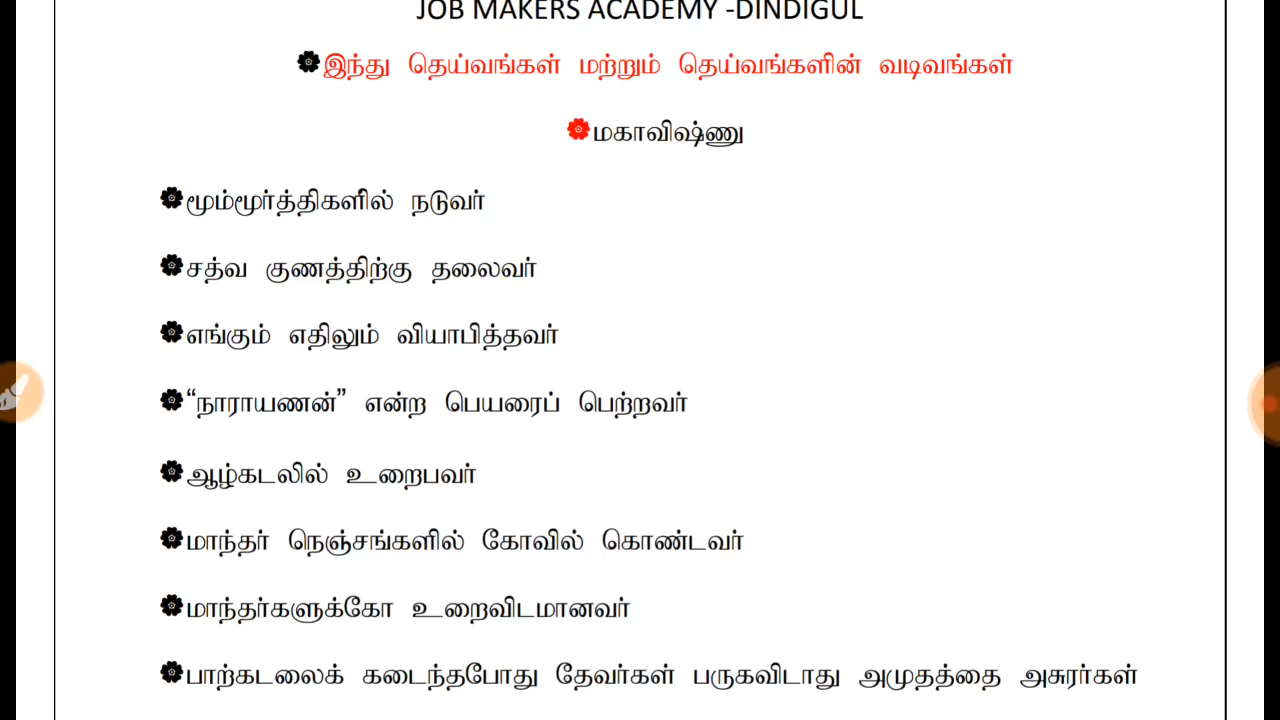 JOB MAKERS ACADEMY -DINDIGUL
இந்து தெய்வங்கள் மற்றும் தெய்வங்களின் வடிவங்கள்
மகாவிஷ்ணு
மும்மூர்த்திகளில் நடுவர்
சத்வ குணத்திற்கு தலைவர்
எங்கும் எதிலும் வியாபித்தவர்
“நாராயணன்” என்ற பெயரைப் பெற்றவர்
ஆழ்கடலில் உறைபவர்
மாந்தர் நெஞ்சங்களில் கோவில் கொண்டவர்
மாந்தர்களுக்கோ உறைவிடமானவர்
பாற்கடலைக் கடைந்தபோது தேவர்கள் பருகவிடாது அமுதத்தை அசுரர்கள்